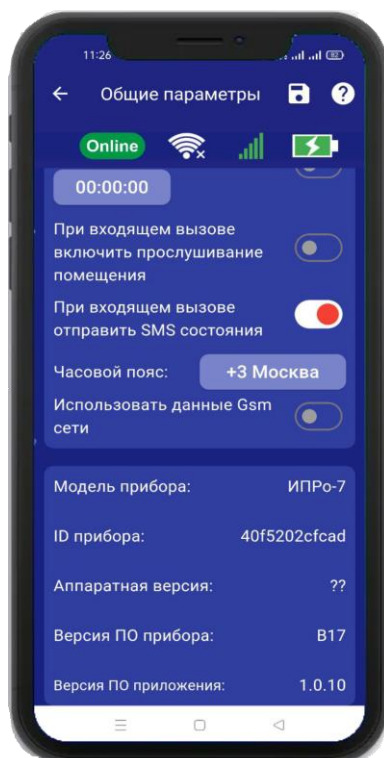 11:26
Общие параметры
Online
00:00:00
При входящем вызове
включить прослушивание
помещения
При входящем вызове
отправить SMS состояния
Часовой пояс: +3 Москва
Использовать данные Gsm
сети
Модель прибора: ИПРо-7
ID прибора: 40f5202cfcad
Аппаратная версия: ??
Версия ПО прибора: B17
Версия ПО приложения: 1.0.10